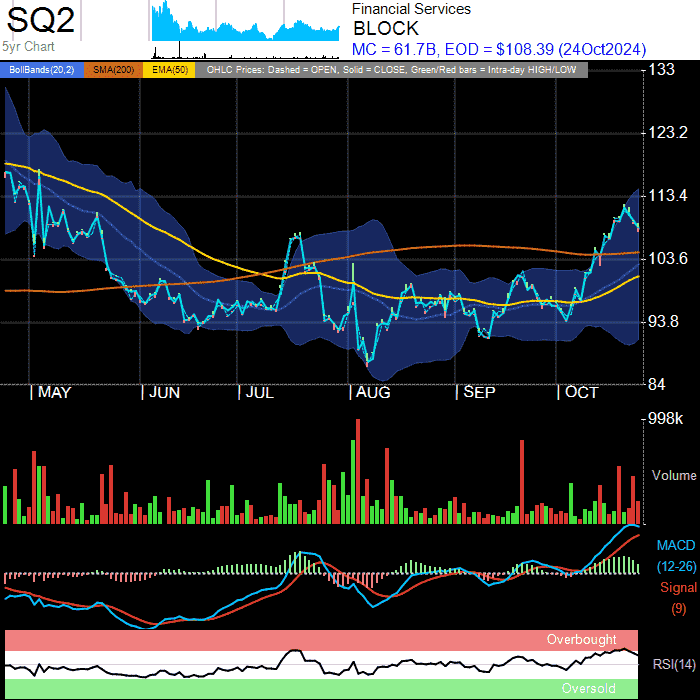 SQ2
5yr Chart
Financial Services
BLOCK
MC = 61.7B, EOD = $108.39 (24Oct2024)
BollBands(20,2) SMA(200) EMA(50) OHLC Prices: Dashed = OPEN, Solid = CLOSE, Green/Red bars = Intra-day HIGH/LOW
133
123.2
113.4
103.6
93.8
84
MAY JUN JUL AUG SEP OCT
998k
Volume
MACD
(12-26)
Signal
(9)
Overbought
RSI(14)
Oversold